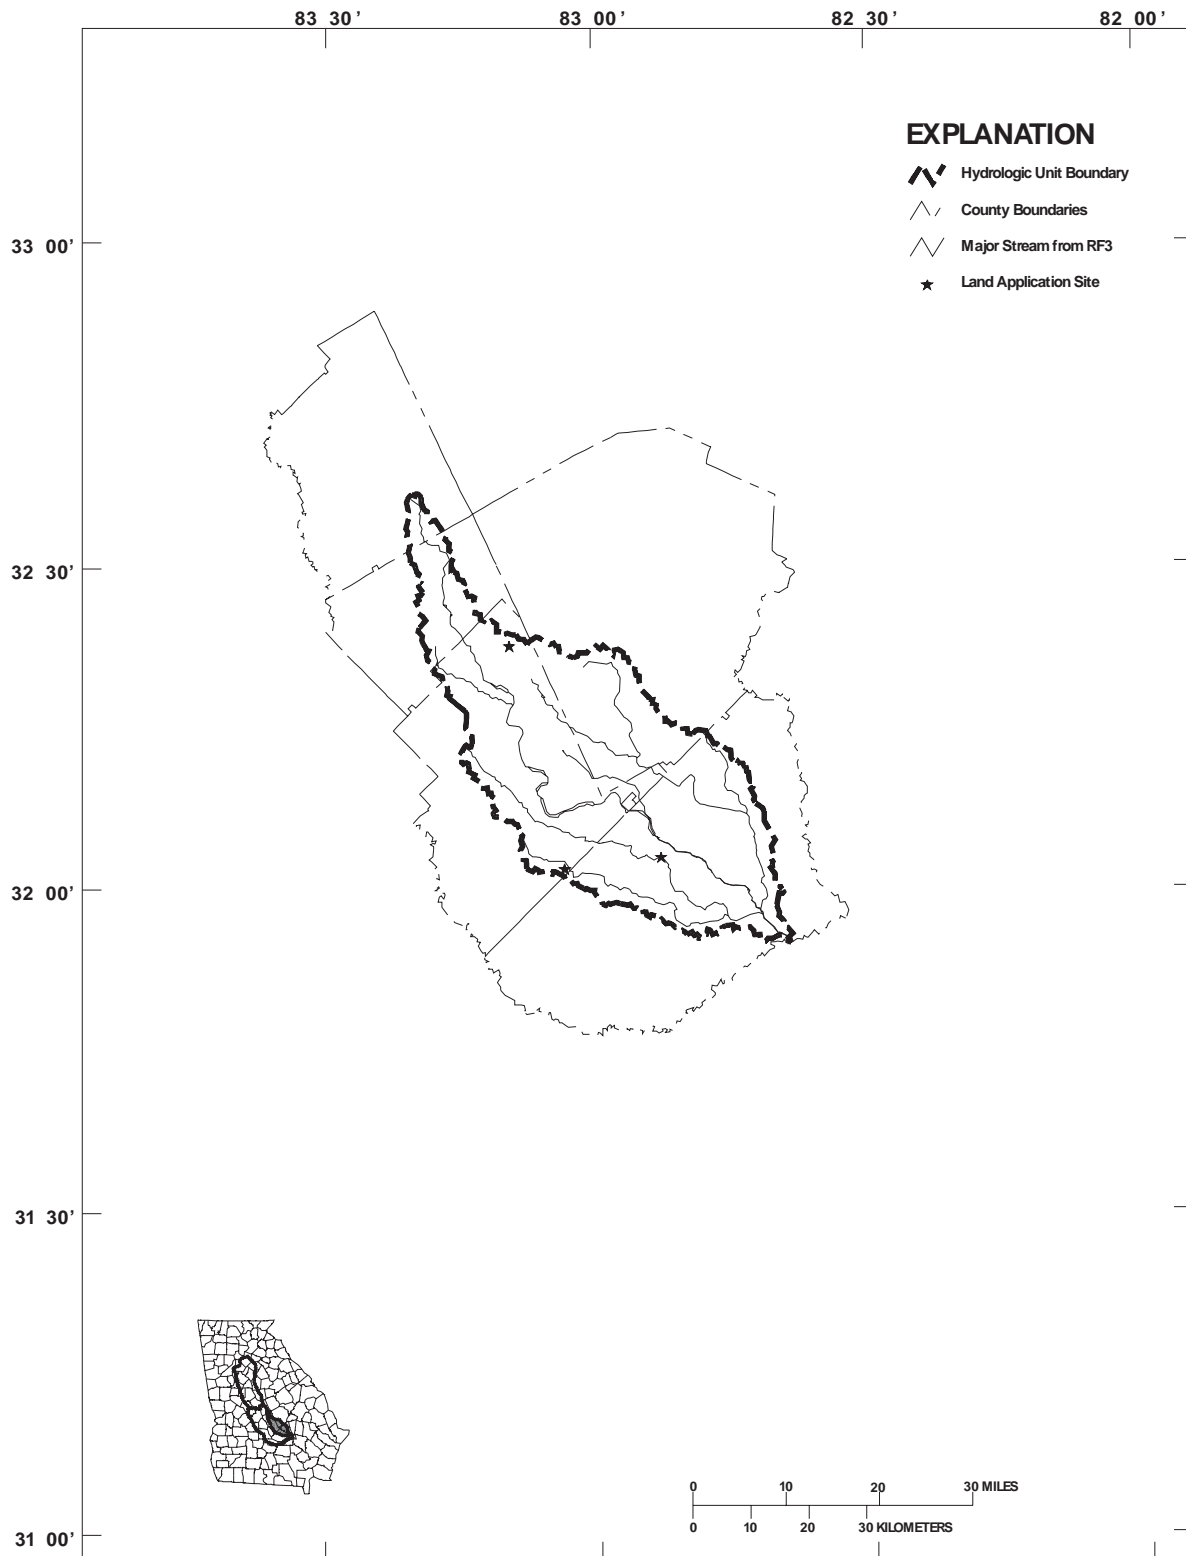 83 30 ’ 83 00 ’ 82 30 ’ 82 00 ’
EXPLANATION
Hydrologic Unit Boundary
County Boundaries
Major Stream from RF3
Land Application Site
33 00’
32 30’
32 00’
31 30’
31 00’
0 10 20 30 MILES
0 10 20 30 KILOMETERS